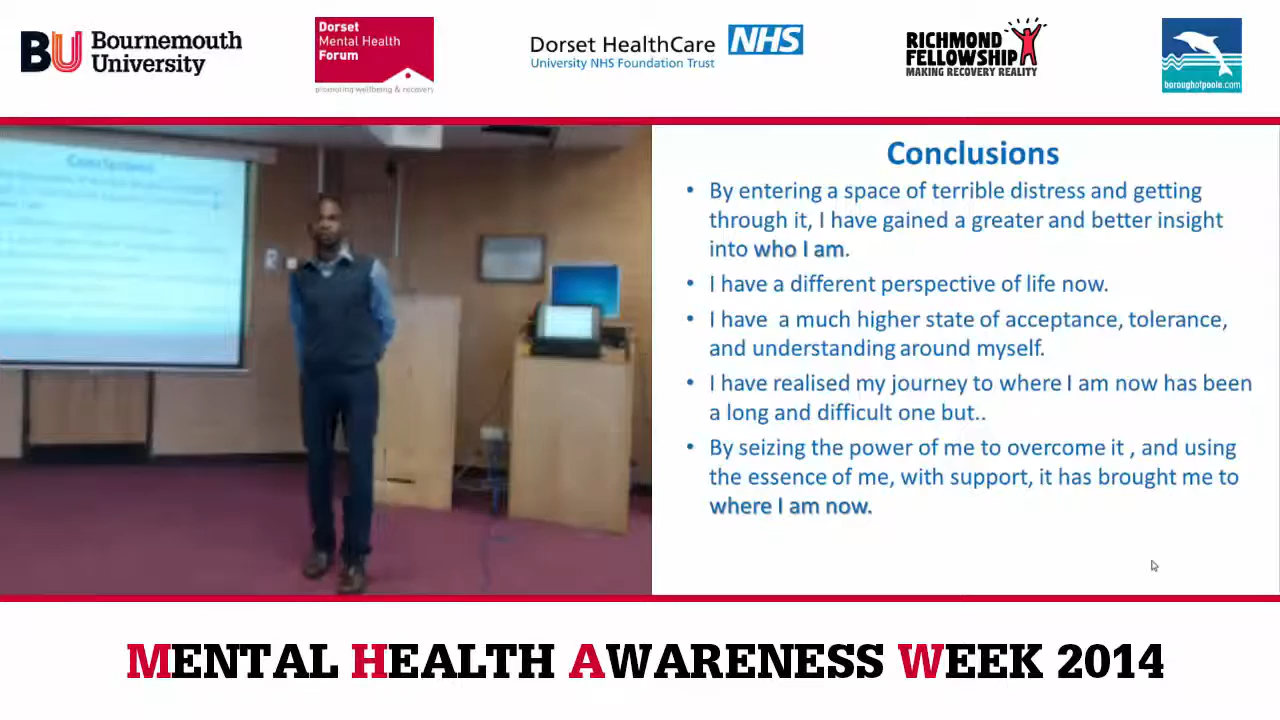 BU Bournemouth
University
Dorset
Mental Health
Forum
promoting wellbeing & recovery
Dorset HealthCare NHS
University NHS Foundation Trust
RICHMOND
FELLOWSHIP
MAKING RECOVERY REALITY
boroughofpoole.com
Conclusions
Conclusions
• By entering a space of terrible distress and getting
through it, I have gained a greater and better insight
into who I am.
• I have a different perspective of life now.
• I have a much higher state of acceptance, tolerance,
and understanding around myself.
• I have realised my journey to where I am now has been
a long and difficult one but..
• By seizing the power of me to overcome it , and using
the essence of me, with support, it has brought me to
where I am now.
MENTAL HEALTH AWARENESS WEEK 2014